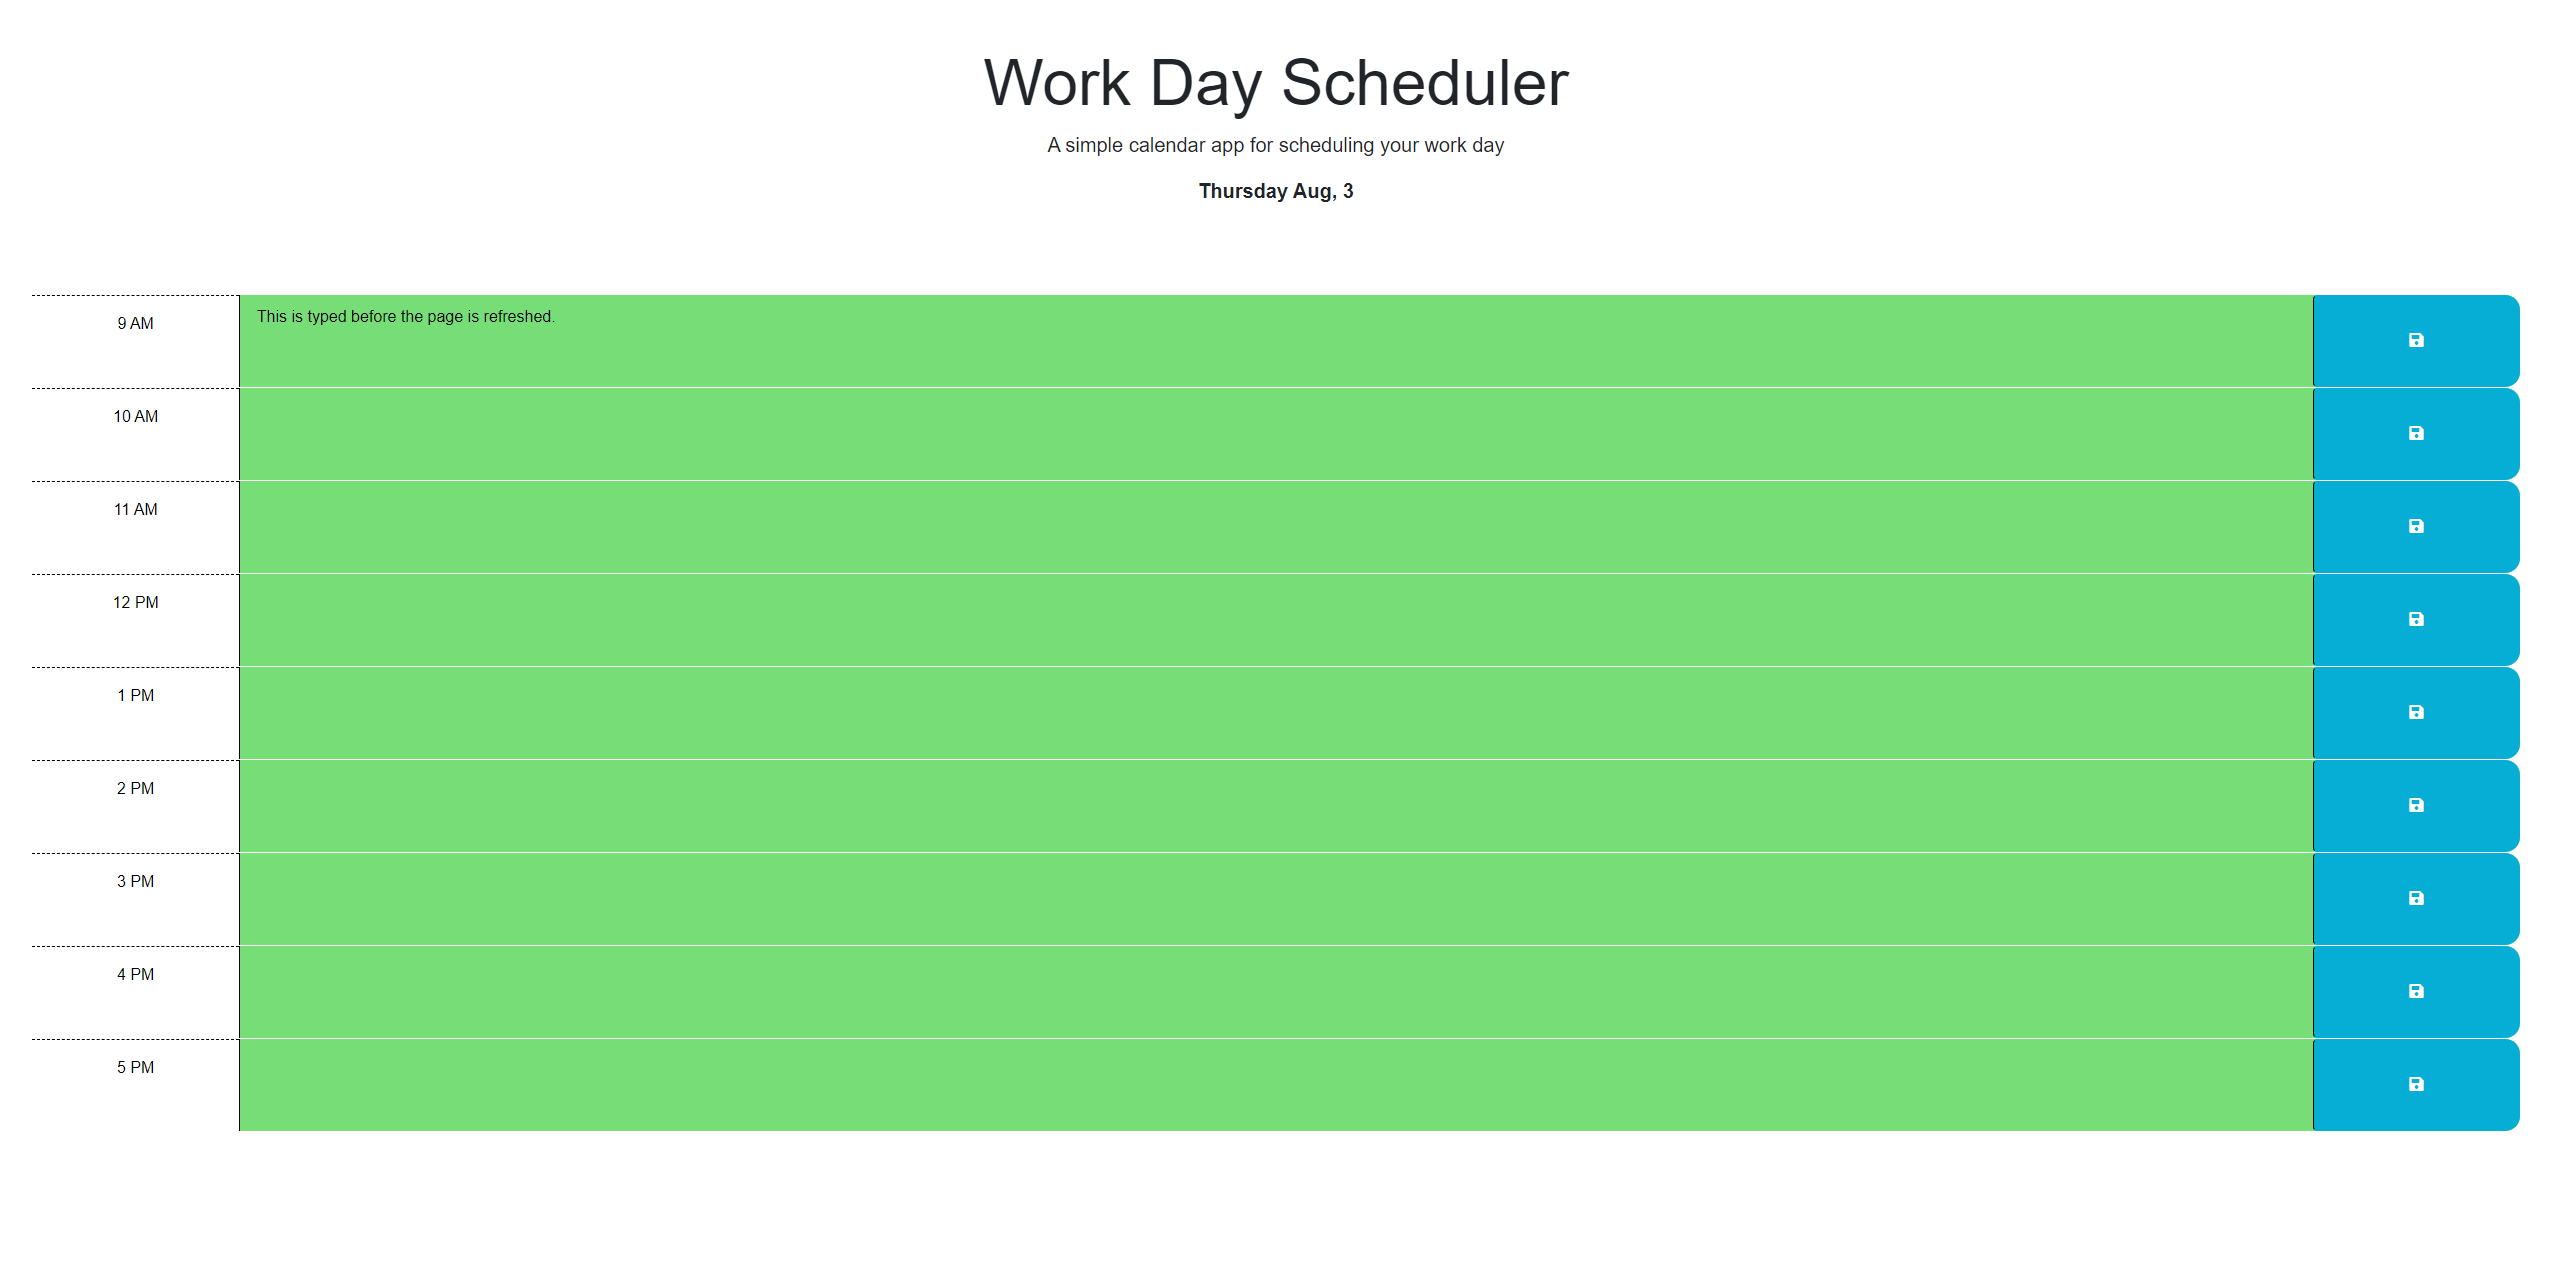 Work Day Scheduler
A simple calendar app for scheduling your work day
Thursday Aug, 3
9 AM
This is typed before the page is refreshed.
10 AM
11 AM
12 PM
1 PM
2 PM
3 PM
4 PM
5 PM